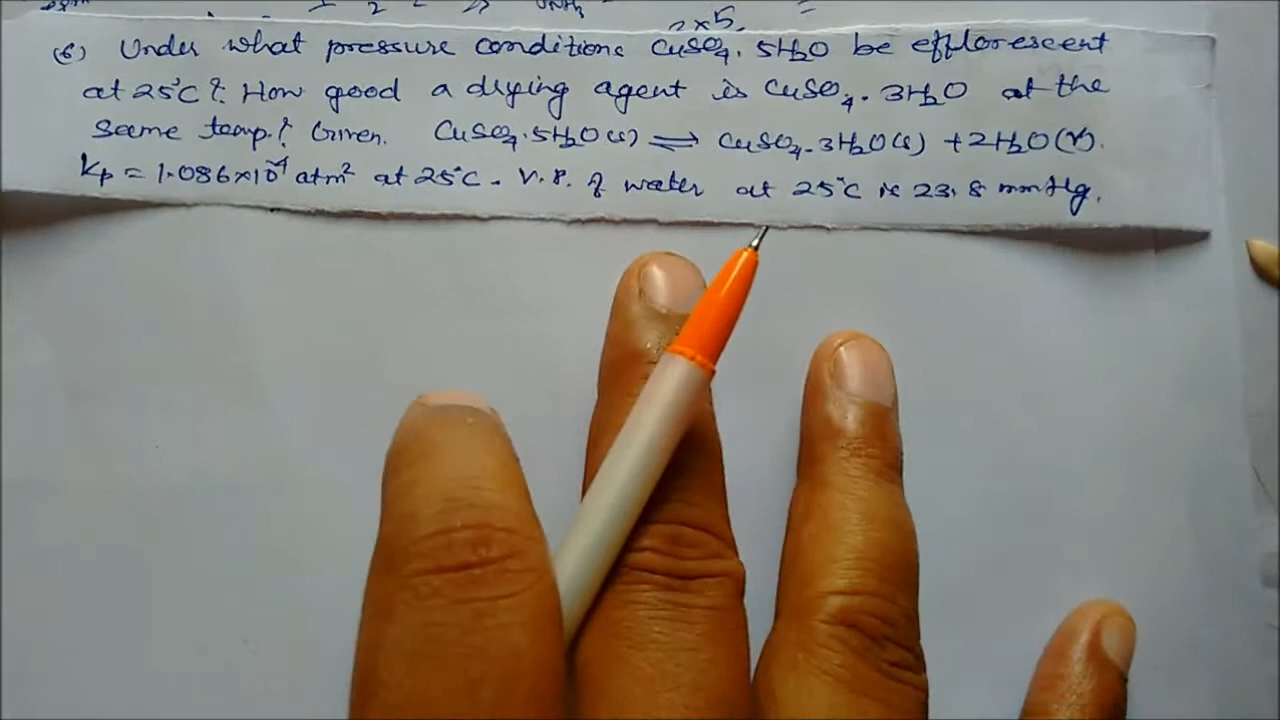 2x5.
(6) Under what pressure conditions CuSO₄. 5H₂O be efflorescent
at 25°C?. How good a drying agent is CuSO₄. 3H₂O at the
same temp.? Given. CuSO₄.5H₂O(s) ⇌ CuSO₄.3H₂O(s) +2H₂O(v).
Kp = 1.086×10⁻⁴ atm² at 25°C. V.P. of water at 25°C is 23.8 mmHg.